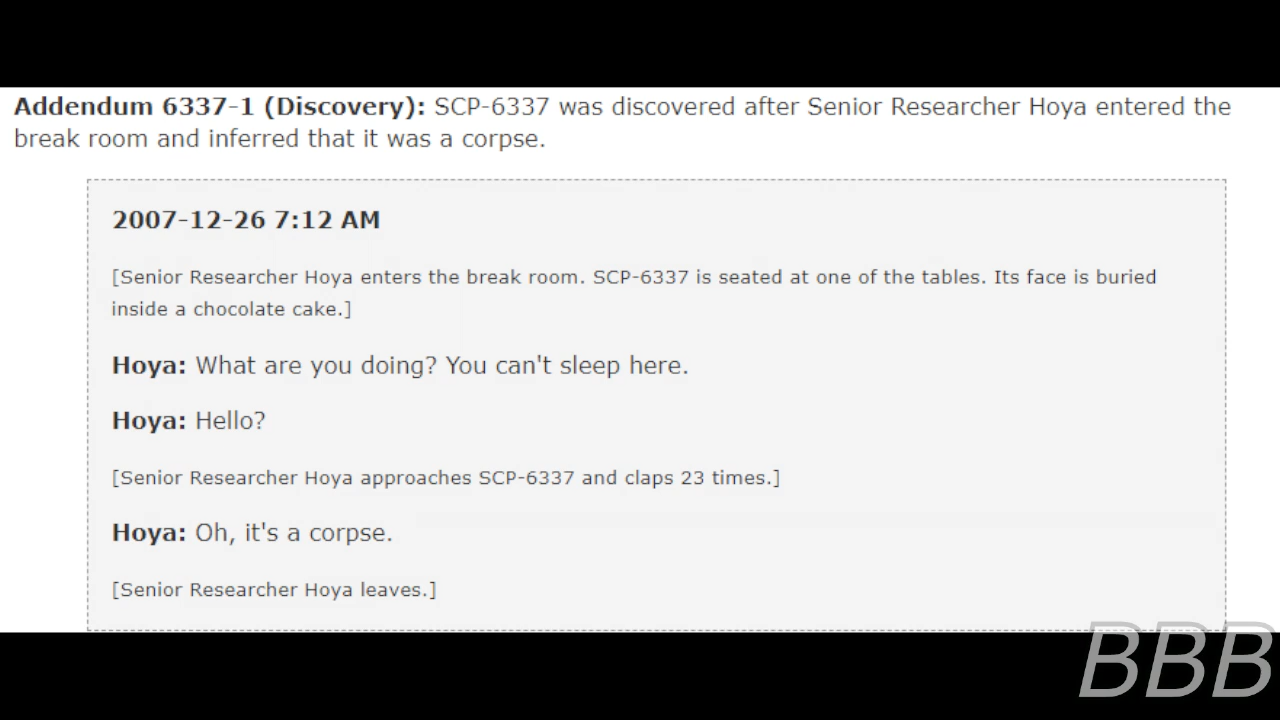 Addendum 6337-1 (Discovery): SCP-6337 was discovered after Senior Researcher Hoya entered the
break room and inferred that it was a corpse.
2007-12-26 7:12 AM
[Senior Researcher Hoya enters the break room. SCP-6337 is seated at one of the tables. Its face is buried
inside a chocolate cake.]
Hoya: What are you doing? You can't sleep here.
Hoya: Hello?
[Senior Researcher Hoya approaches SCP-6337 and claps 23 times.]
Hoya: Oh, it's a corpse.
[Senior Researcher Hoya leaves.]
BBB